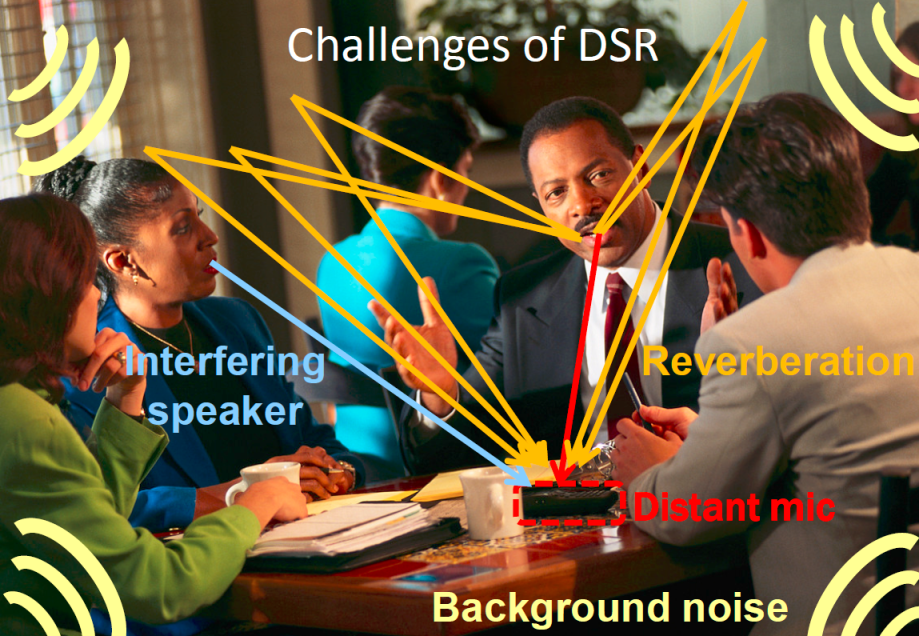 Challenges of DSR
Interfering
speaker
Reverberation
Distant mic
Background noise